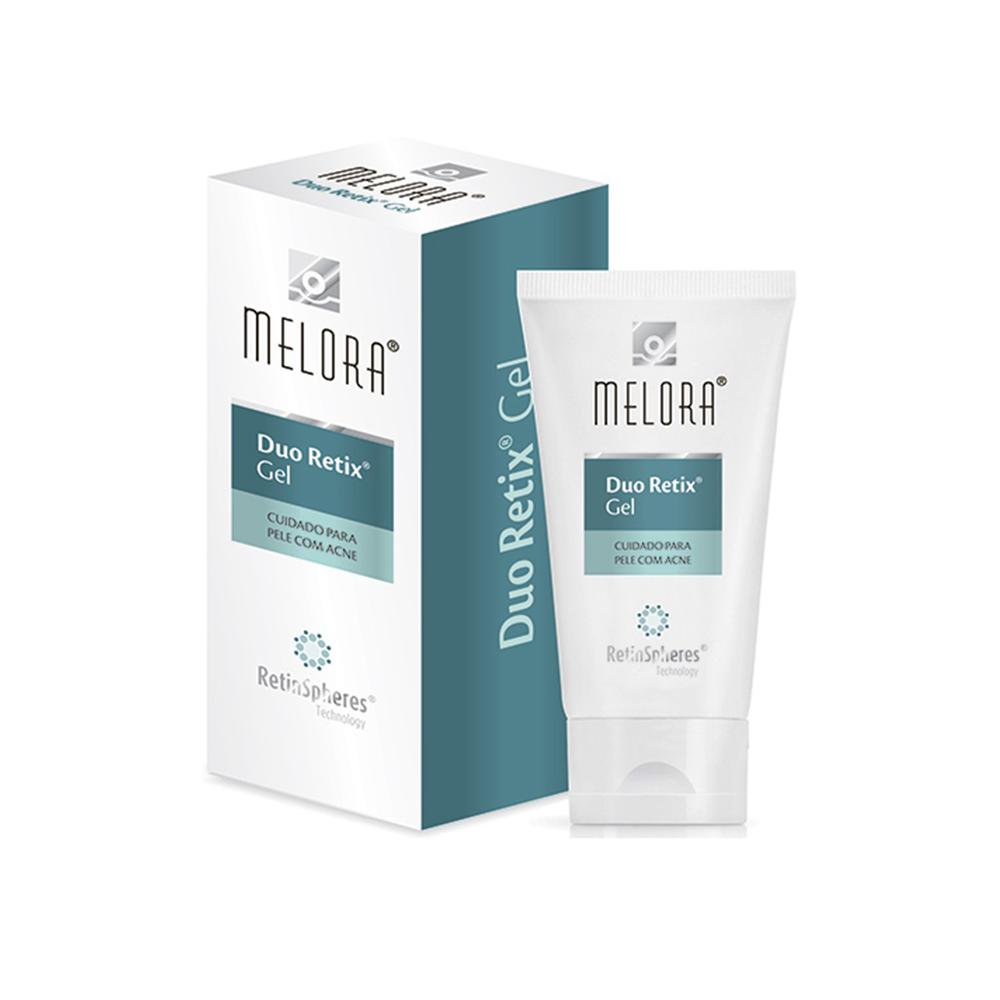 MELORA®
Duo Retix® Gel
MELORA®
Duo Retix®
Gel
CUIDADO PARA
PELE COM ACNE
RetinSpheres®
Technology
Duo Retix® Gel
MELORA®
Duo Retix®
Gel
CUIDADO PARA
PELE COM ACNE
RetinSpheres®
Technology